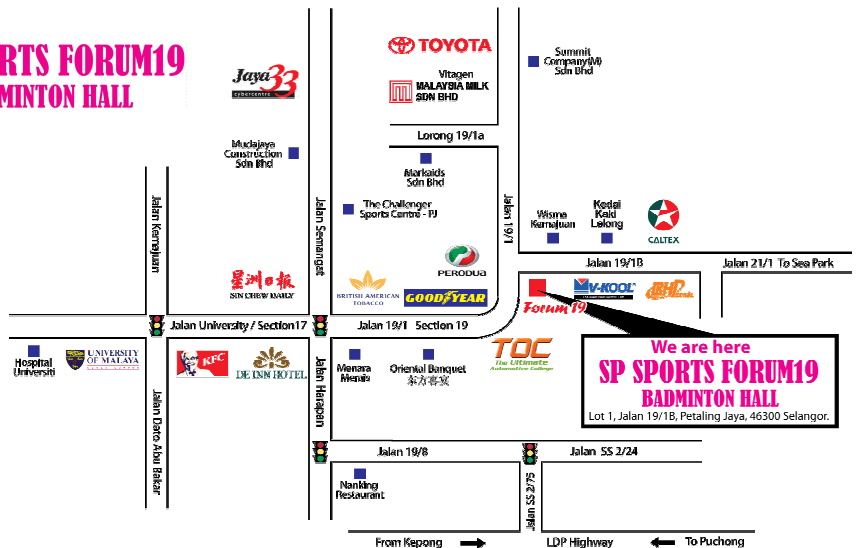 RTS FORUM19
MINTON HALL
Jaya33
cybercentre
TOYOTA
Vitagen
MALAYSIA MILK
SDN BHD
Summit
Company(M)
Sdn Bhd
Lorong 19/1a
Mudajaya
Construction
Sdn Bhd
Markaids
Sdn Bhd
Jalan Kemajuan
Jalan Semangat
The Challenger
Sports Centre - PJ
Jalan 19/1
Wisma
Kemajuan
Kedai
Kaki
Lelong
CALTEX
Jalan 19/1B
Jalan 21/1 To Sea Park
PERODUA
星洲日报
SIN CHEW DAILY
BRITISH AMERICAN
TOBACCO
GOODYEAR
Forum 19
V-KOOL
Jalan University / Section17
Jalan 19/1 Section 19
Hospital
Universiti
UNIVERSITY
OF MALAYA
KFC
DE INN HOTEL
Menara
Merais
Oriental Banquet
东方喜宴
TOC
The Ultimate
Automotive College
We are here
SP SPORTS FORUM19
BADMINTON HALL
Lot 1, Jalan 19/1B, Petaling Jaya, 46300 Selangor.
Jalan Dato Abu Bakar
Jalan Harapan
Jalan 19/8
Jalan SS 2/24
Nanking
Restaurant
Jalan SS 2/75
From Kepong
LDP Highway
To Puchong